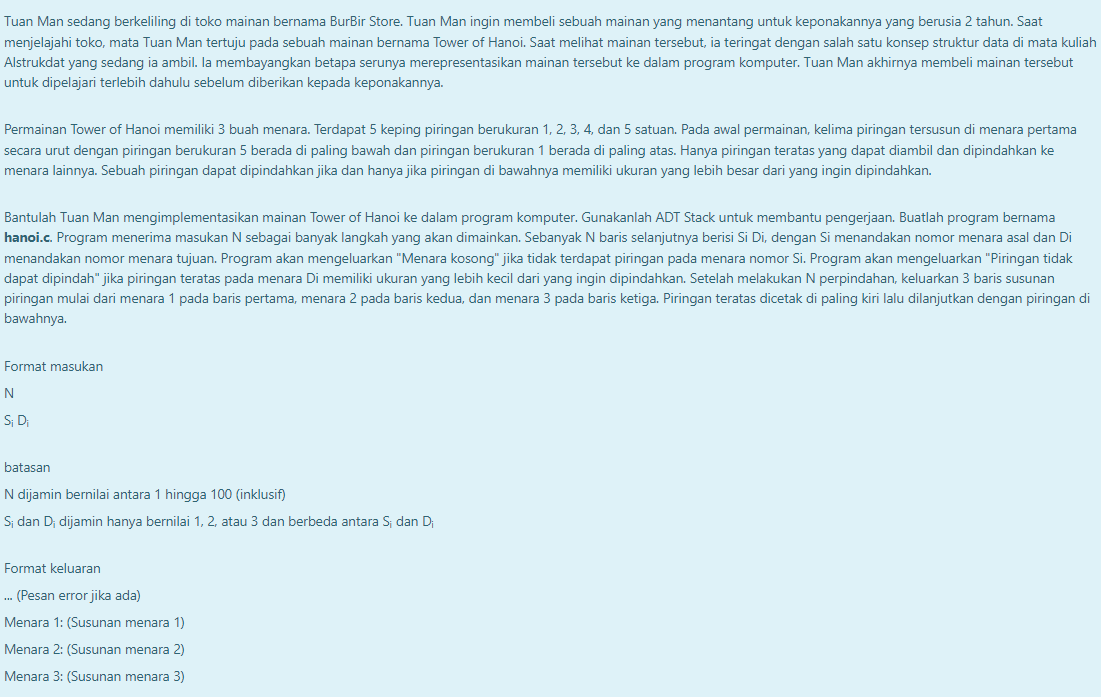 Tuan Man sedang berkeliling di toko mainan bernama BurBir Store. Tuan Man ingin membeli sebuah mainan yang menantang untuk keponakannya yang berusia 2 tahun. Saat
menjelajahi toko, mata Tuan Man tertuju pada sebuah mainan bernama Tower of Hanoi. Saat melihat mainan tersebut, ia teringat dengan salah satu konsep struktur data di mata kuliah
Alstrukdat yang sedang ia ambil. Ia membayangkan betapa serunya merepresentasikan mainan tersebut ke dalam program komputer. Tuan Man akhirnya membeli mainan tersebut
untuk dipelajari terlebih dahulu sebelum diberikan kepada keponakannya.
Permainan Tower of Hanoi memiliki 3 buah menara. Terdapat 5 keping piringan berukuran 1, 2, 3, 4, dan 5 satuan. Pada awal permainan, kelima piringan tersusun di menara pertama
secara urut dengan piringan berukuran 5 berada di paling bawah dan piringan berukuran 1 berada di paling atas. Hanya piringan teratas yang dapat diambil dan dipindahkan ke
menara lainnya. Sebuah piringan dapat dipindahkan jika dan hanya jika piringan di bawahnya memiliki ukuran yang lebih besar dari yang ingin dipindahkan.
Bantulah Tuan Man mengimplementasikan mainan Tower of Hanoi ke dalam program komputer. Gunakanlah ADT Stack untuk membantu pengerjaan. Buatlah program bernama
hanoi.c. Program menerima masukan N sebagai banyak langkah yang akan dimainkan. Sebanyak N baris selanjutnya berisi Si Di, dengan Si menandakan nomor menara asal dan Di
menandakan nomor menara tujuan. Program akan mengeluarkan "Menara kosong" jika tidak terdapat piringan pada menara nomor Si. Program akan mengeluarkan "Piringan tidak
dapat dipindah" jika piringan teratas pada menara Di memiliki ukuran yang lebih kecil dari yang ingin dipindahkan. Setelah melakukan N perpindahan, keluarkan 3 baris susunan
piringan mulai dari menara 1 pada baris pertama, menara 2 pada baris kedua, dan menara 3 pada baris ketiga. Piringan teratas dicetak di paling kiri lalu dilanjutkan dengan piringan di
bawahnya.
Format masukan
N
Si Di
batasan
N dijamin bernilai antara 1 hingga 100 (inklusif)
Si dan Di dijamin hanya bernilai 1, 2, atau 3 dan berbeda antara Si dan Di
Format keluaran
... (Pesan error jika ada)
Menara 1: (Susunan menara 1)
Menara 2: (Susunan menara 2)
Menara 3: (Susunan menara 3)